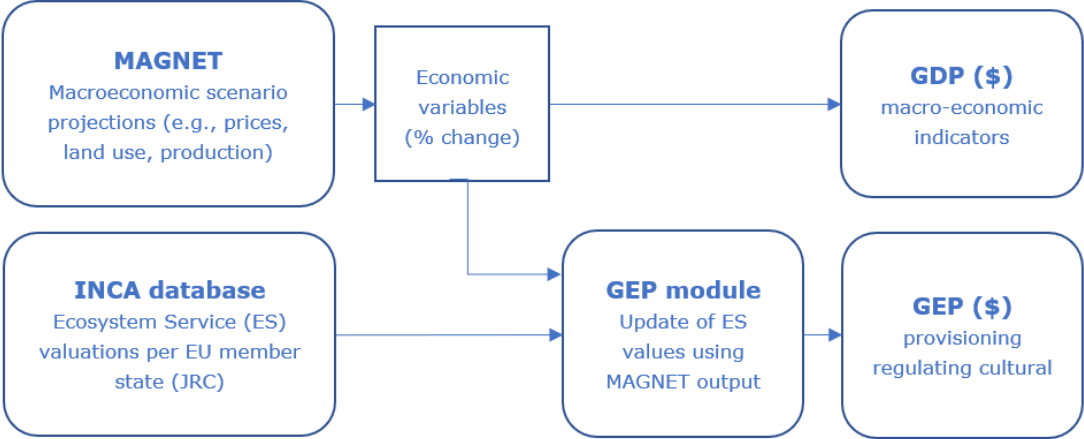 MAGNET
Macroeconomic scenario
projections (e.g., prices,
land use, production)
Economic
variables
(% change)
GDP ($)
macro-economic
indicators
INCA database
Ecosystem Service (ES)
valuations per EU member
state (JRC)
GEP module
Update of ES
values using
MAGNET output
GEP ($)
provisioning
regulating cultural